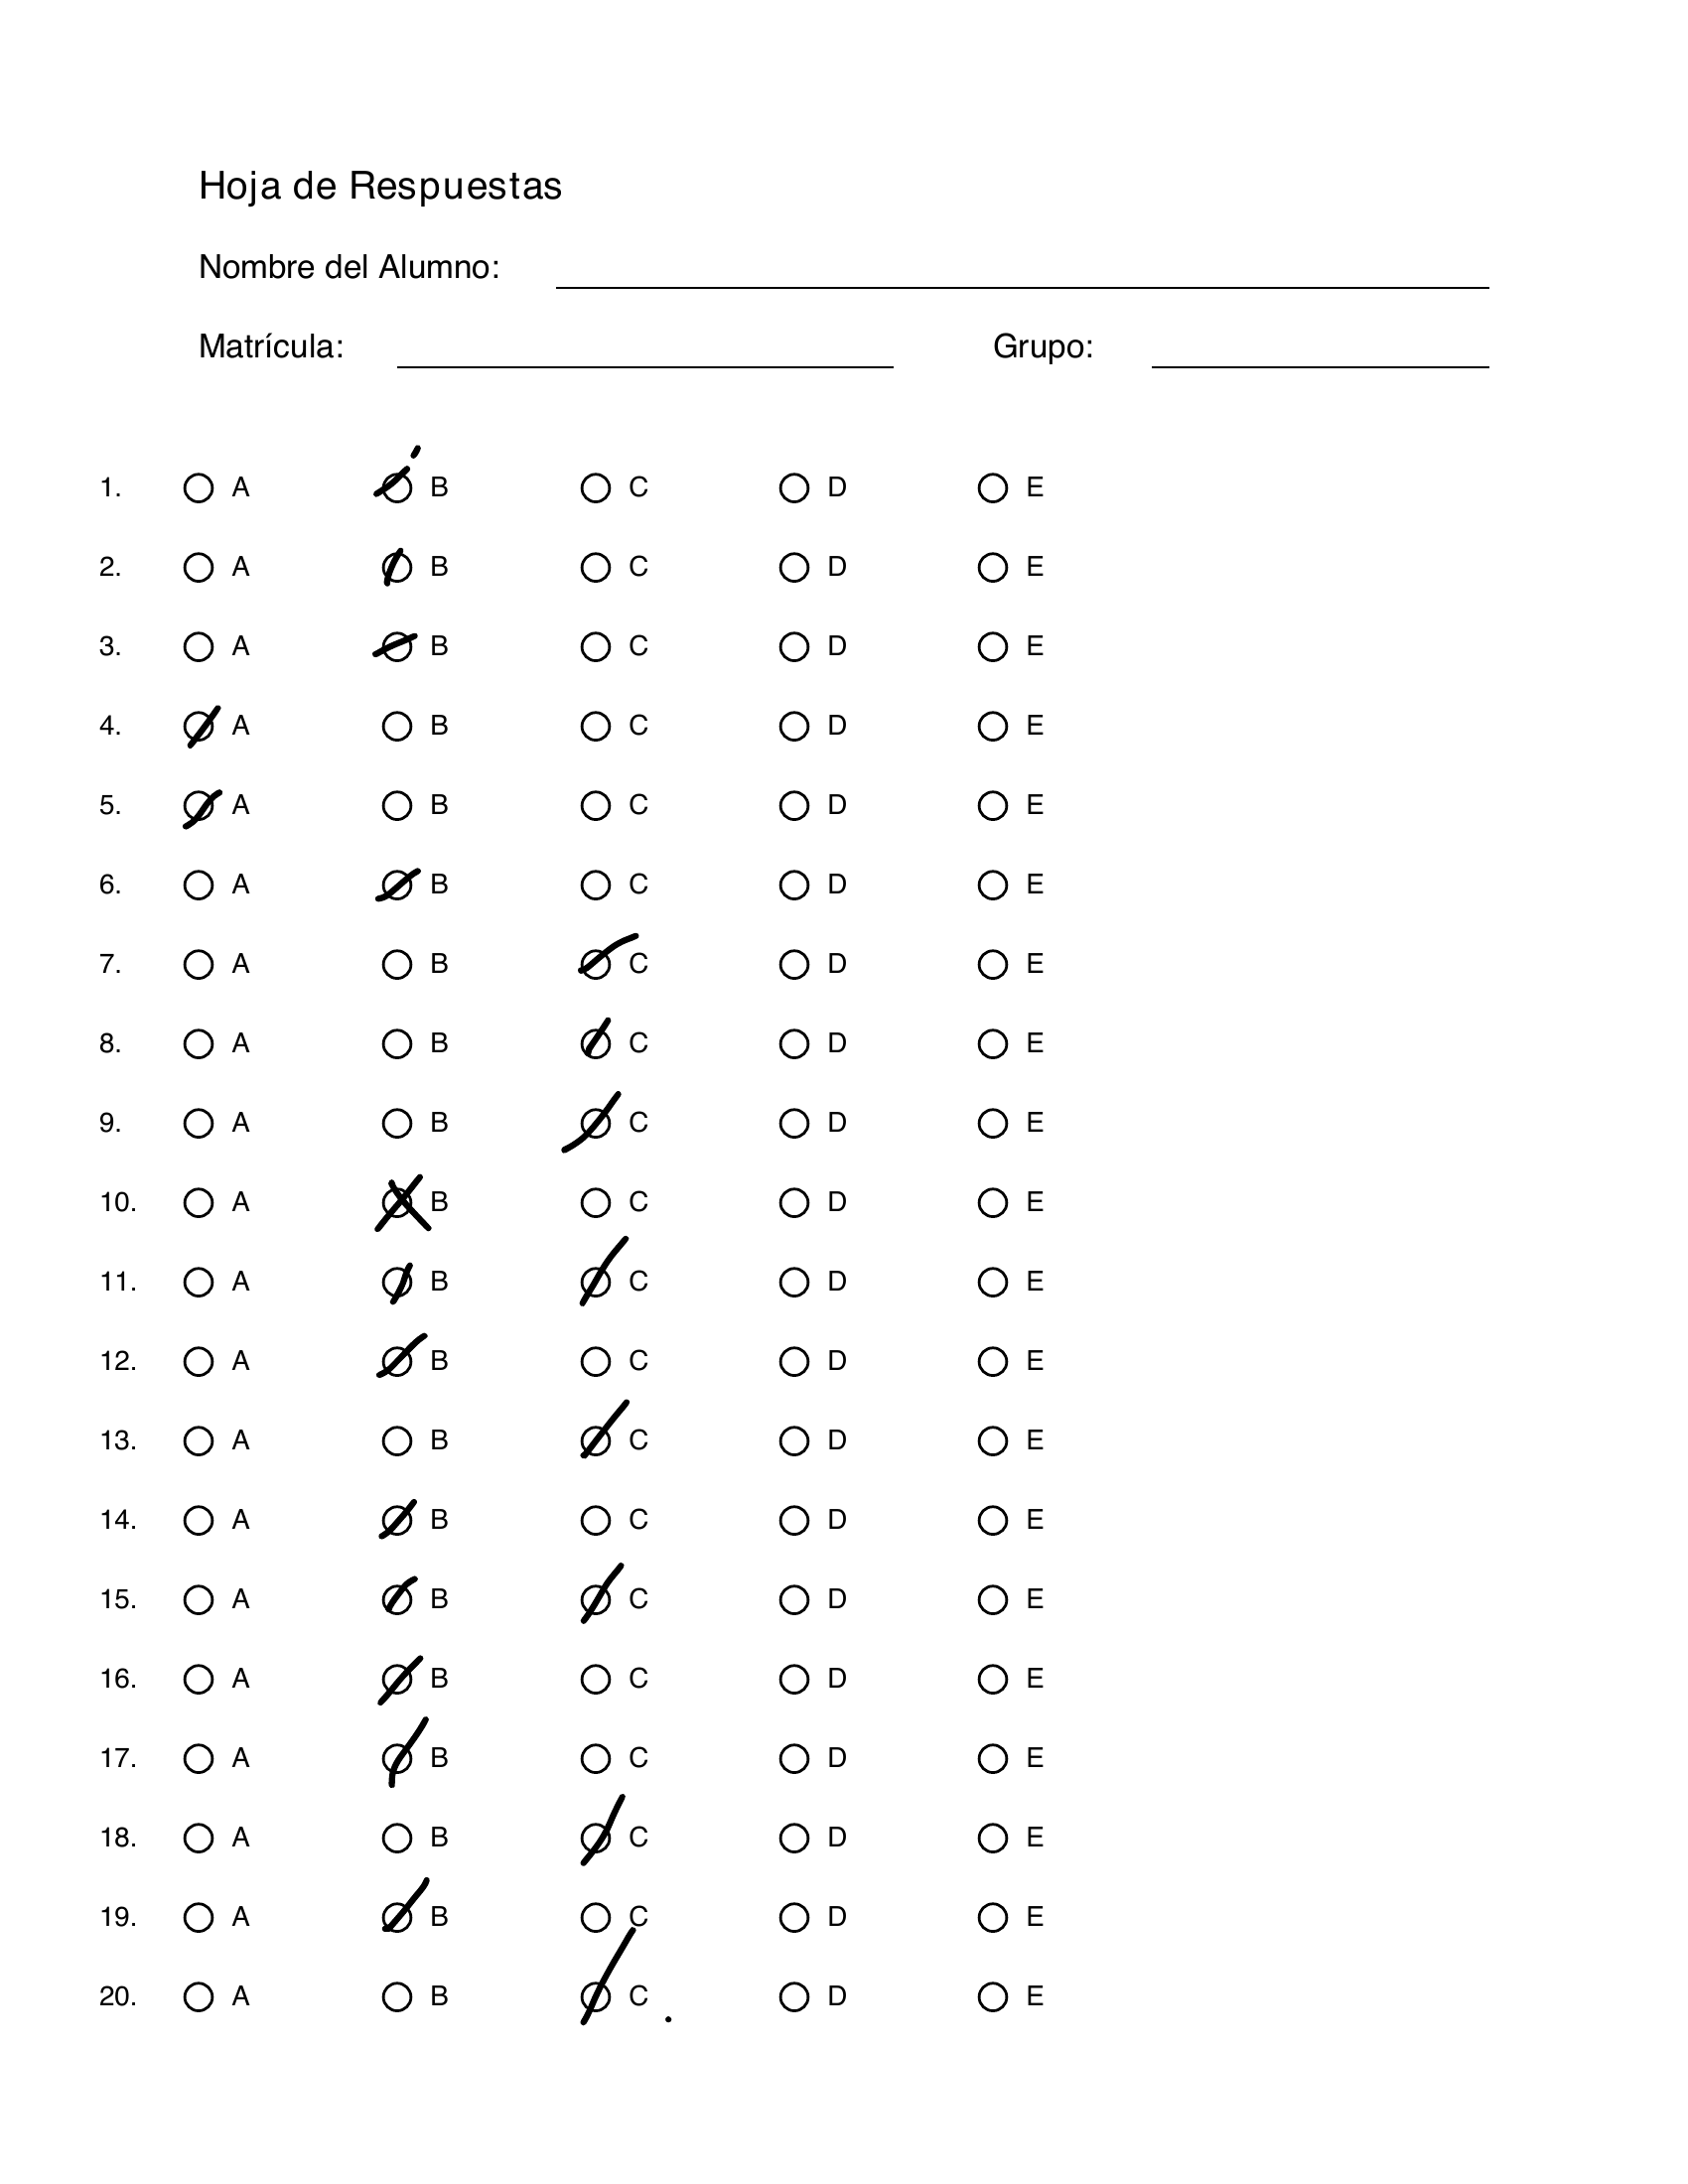 Hoja de Respuestas
Nombre del Alumno:
Matrícula: Grupo:
1. A B C D E
2. A B C D E
3. A B C D E
4. A B C D E
5. A B C D E
6. A B C D E
7. A B C D E
8. A B C D E
9. A B C D E
10. A B C D E
11. A B C D E
12. A B C D E
13. A B C D E
14. A B C D E
15. A B C D E
16. A B C D E
17. A B C D E
18. A B C D E
19. A B C D E
20. A B C D E